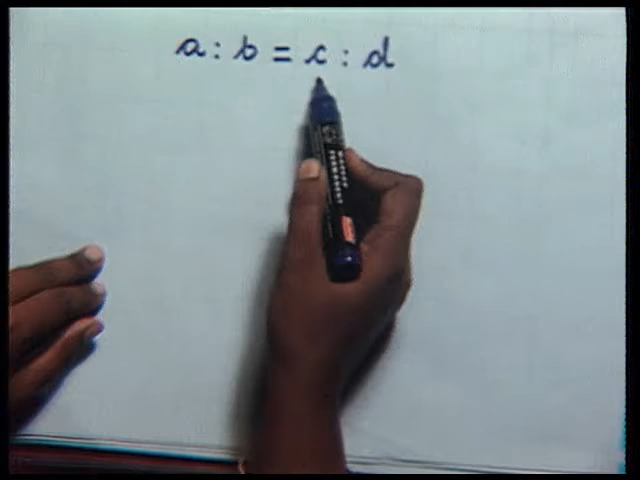 a : b = c : d